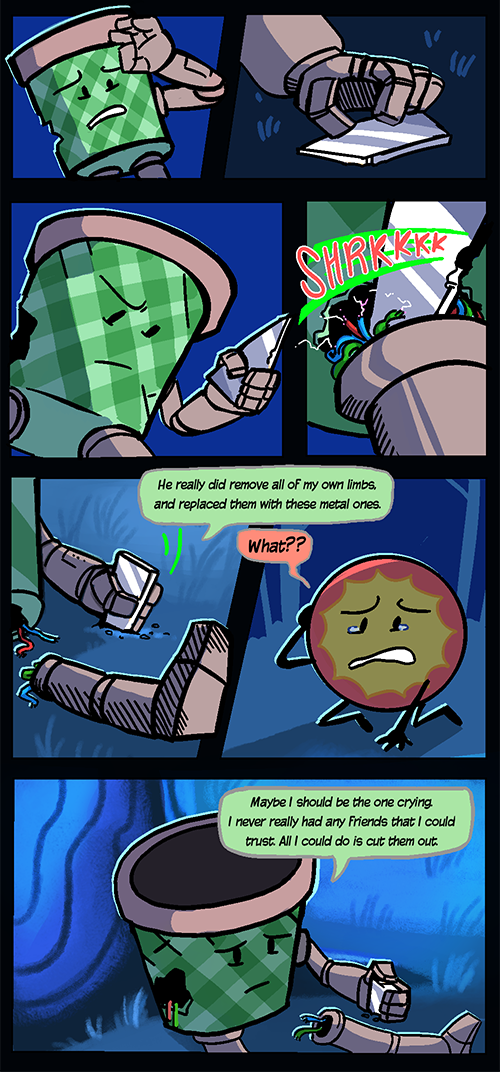 SHRKKKKK
He really did remove all of my own limbs,
and replaced them with these metal ones.
What??
Maybe I should be the one crying.
I never really had any friends that I could
trust. All I could do is cut them out.